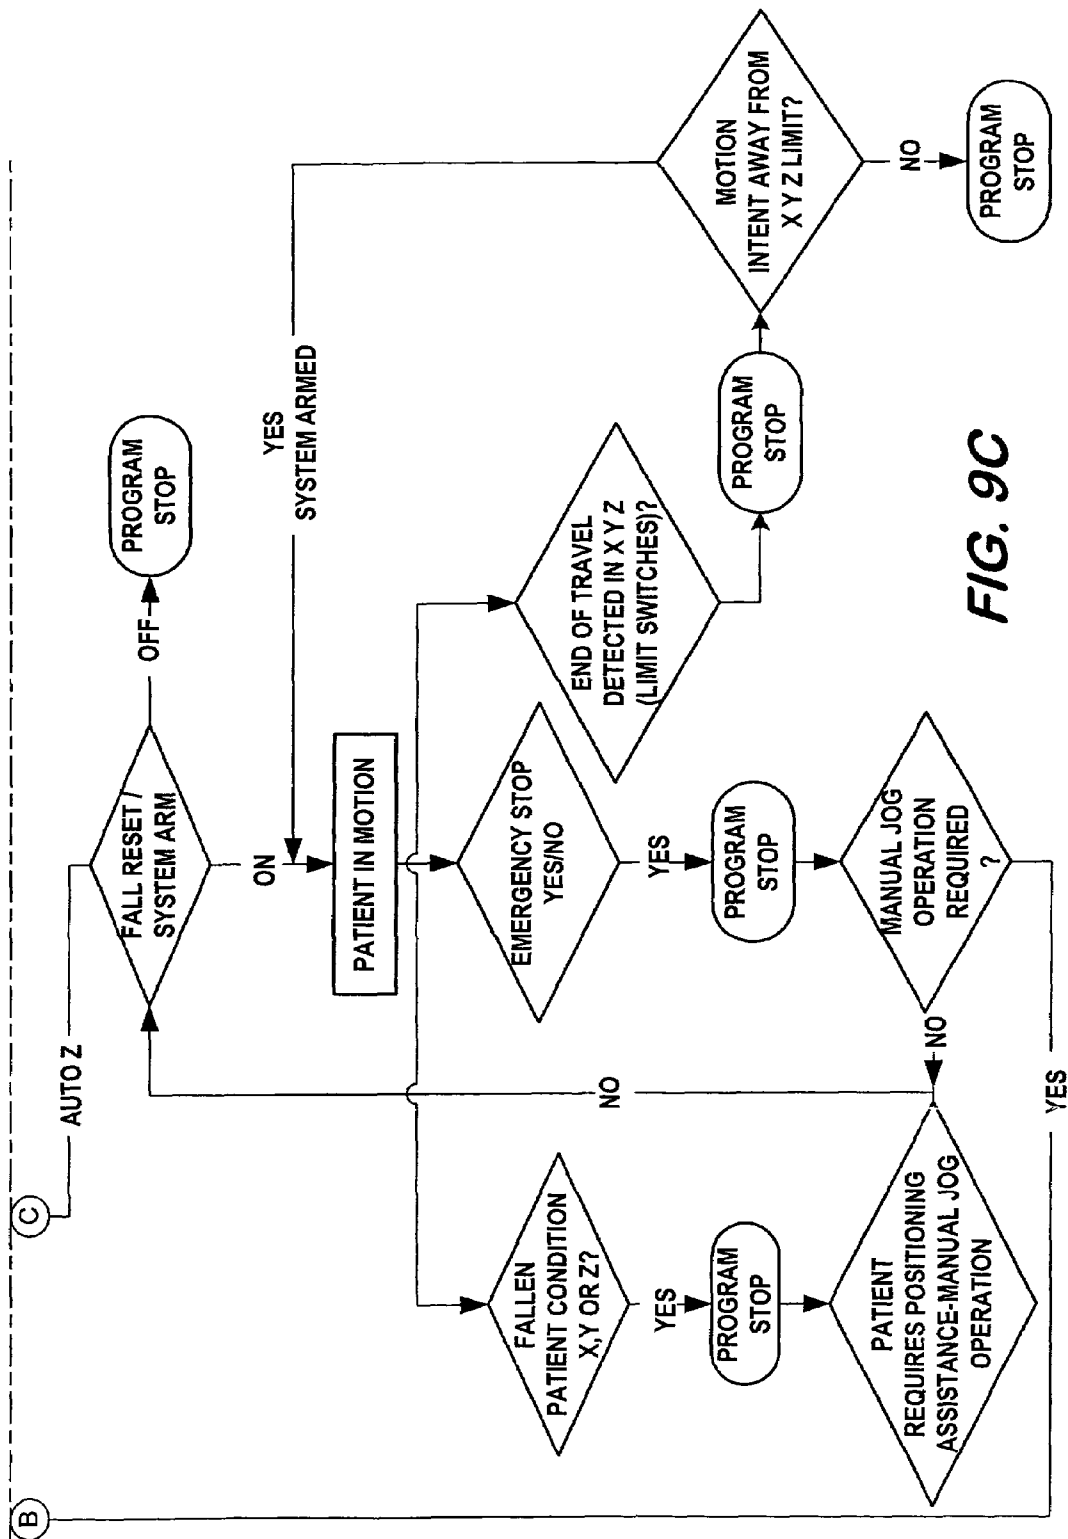 B
C
AUTO Z
FALL RESET /
SYSTEM ARM
OFF
PROGRAM
STOP
ON
YES
SYSTEM ARMED
PATIENT IN MOTION
FALLEN
PATIENT CONDITION
X,Y OR Z?
EMERGENCY STOP
YES/NO
END OF TRAVEL
DETECTED IN X Y Z
(LIMIT SWITCHES)?
MOTION
INTENT AWAY FROM
X Y Z LIMIT?
NO
YES
YES
PROGRAM
STOP
PROGRAM
STOP
PROGRAM
STOP
NO
PROGRAM
STOP
PATIENT
REQUIRES POSITIONING
ASSISTANCE-MANUAL JOG
OPERATION
NO
MANUAL JOG
OPERATION
REQUIRED
?
YES
FIG. 9C